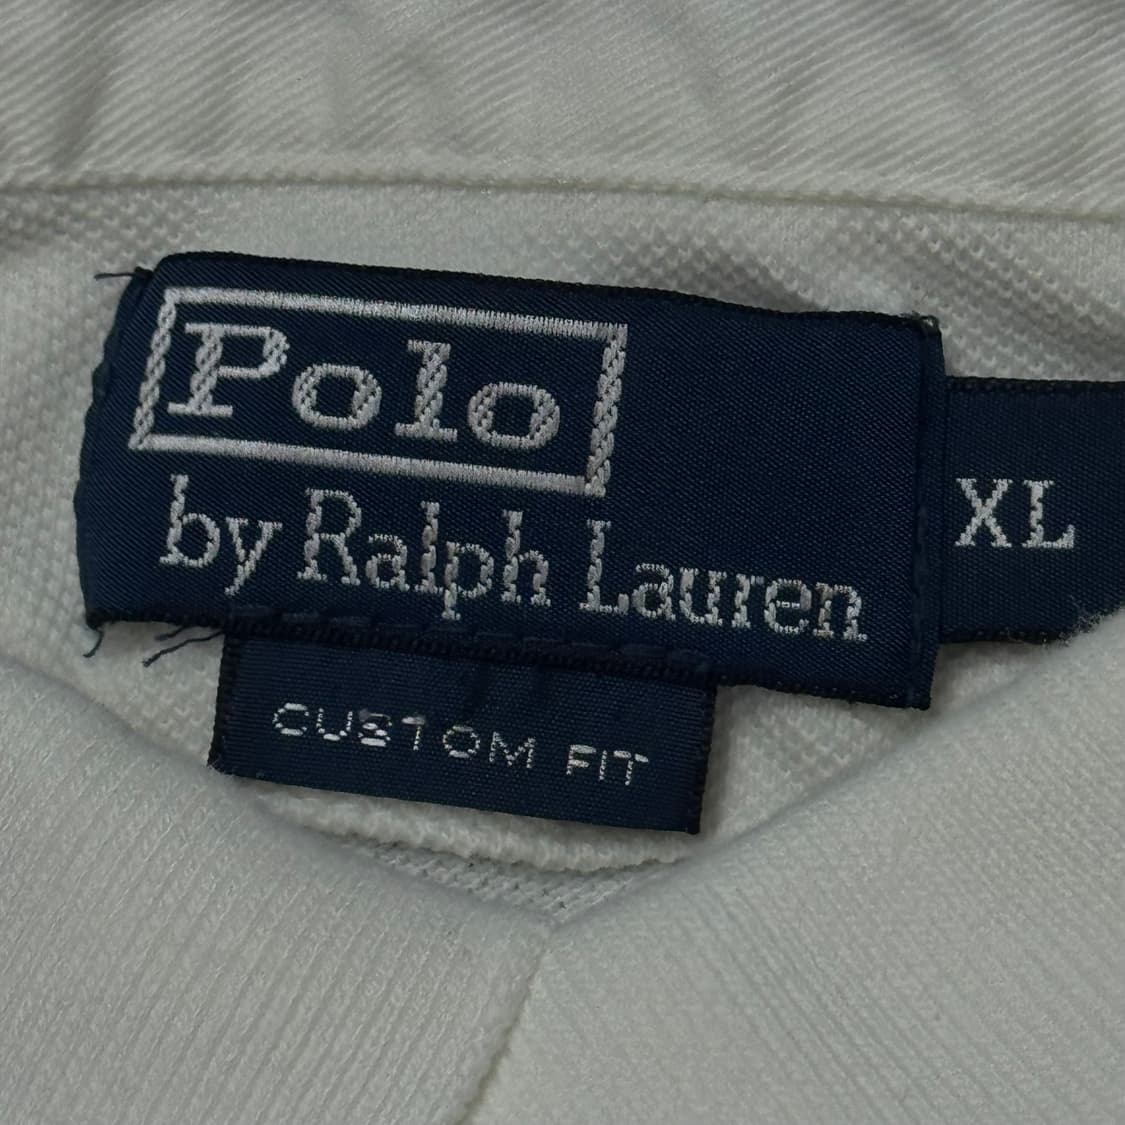 Polo
by Ralph Lauren
XL
CUSTOM FIT